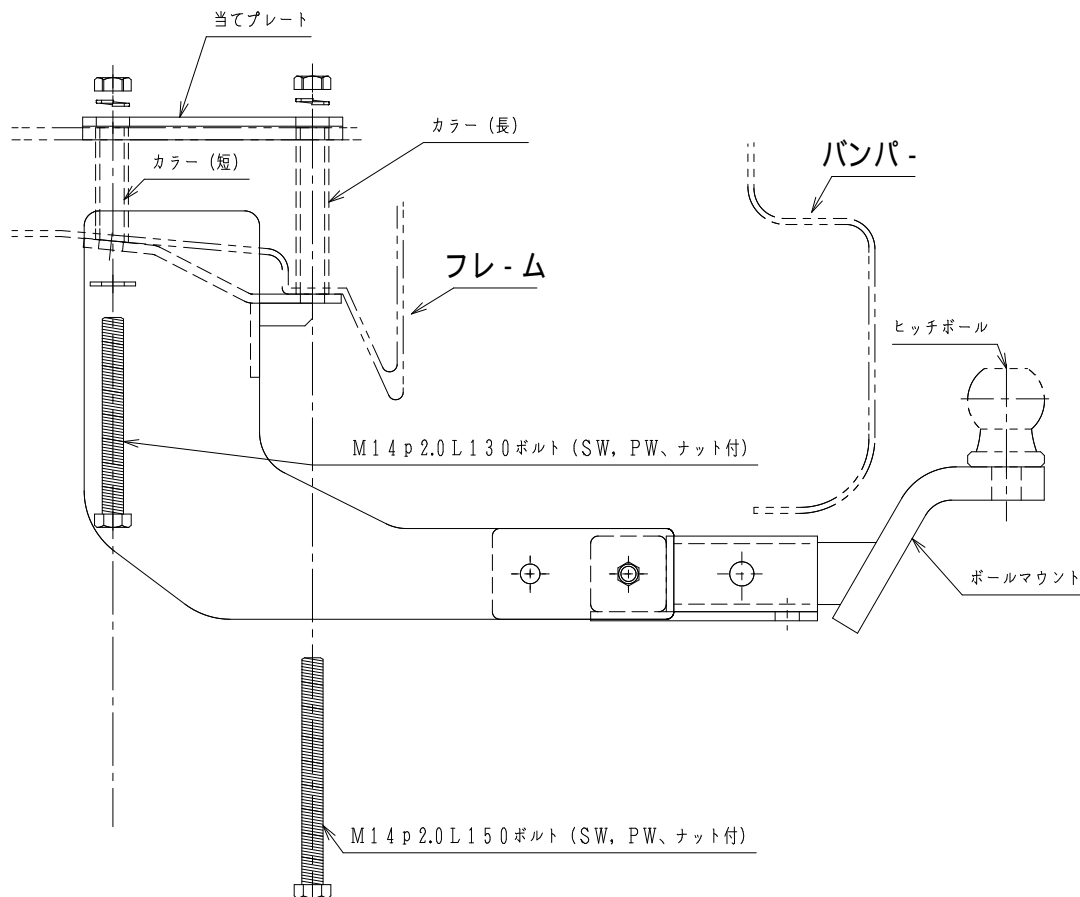 当てプレート
カラー (長)
カラー (短)
バンパ -
フレ - ム
ヒッチボール
M14p2.0L130ボルト (SW, PW、ナット付)
ボールマウント
M14p2.0L150ボルト (SW, PW、ナット付)